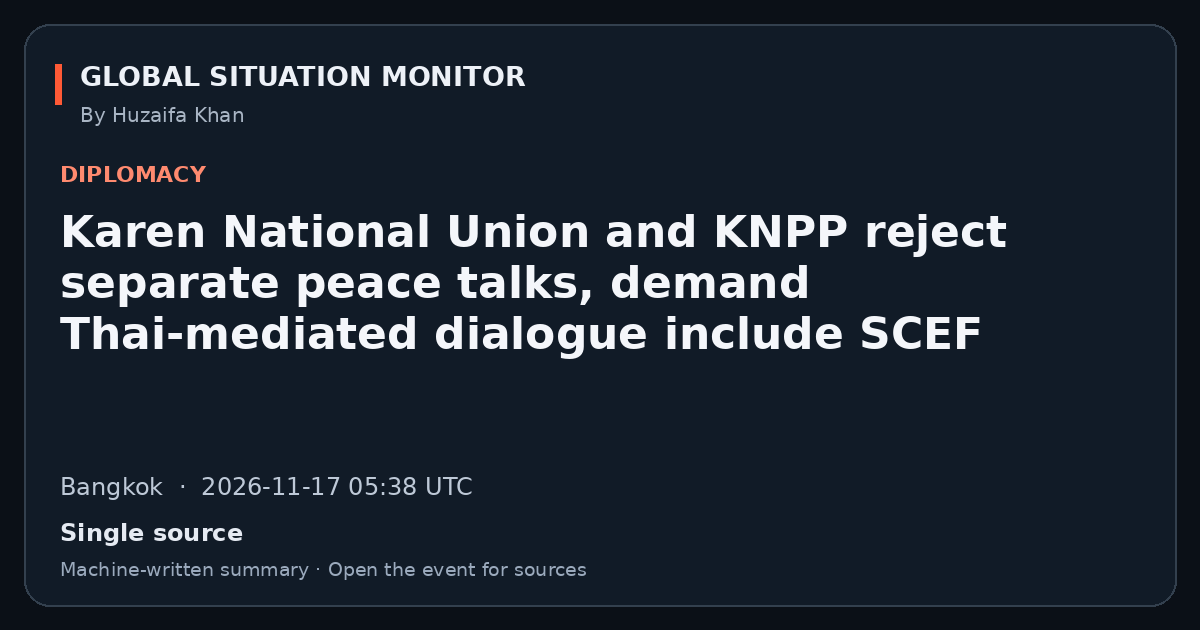 GLOBAL SITUATION MONITOR
By Huzaifa Khan
DIPLOMACY
Karen National Union and KNPP reject
separate peace talks, demand
Thai-mediated dialogue include SCEF
Bangkok · 2026-11-17 05:38 UTC
Single source
Machine-written summary · Open the event for sources